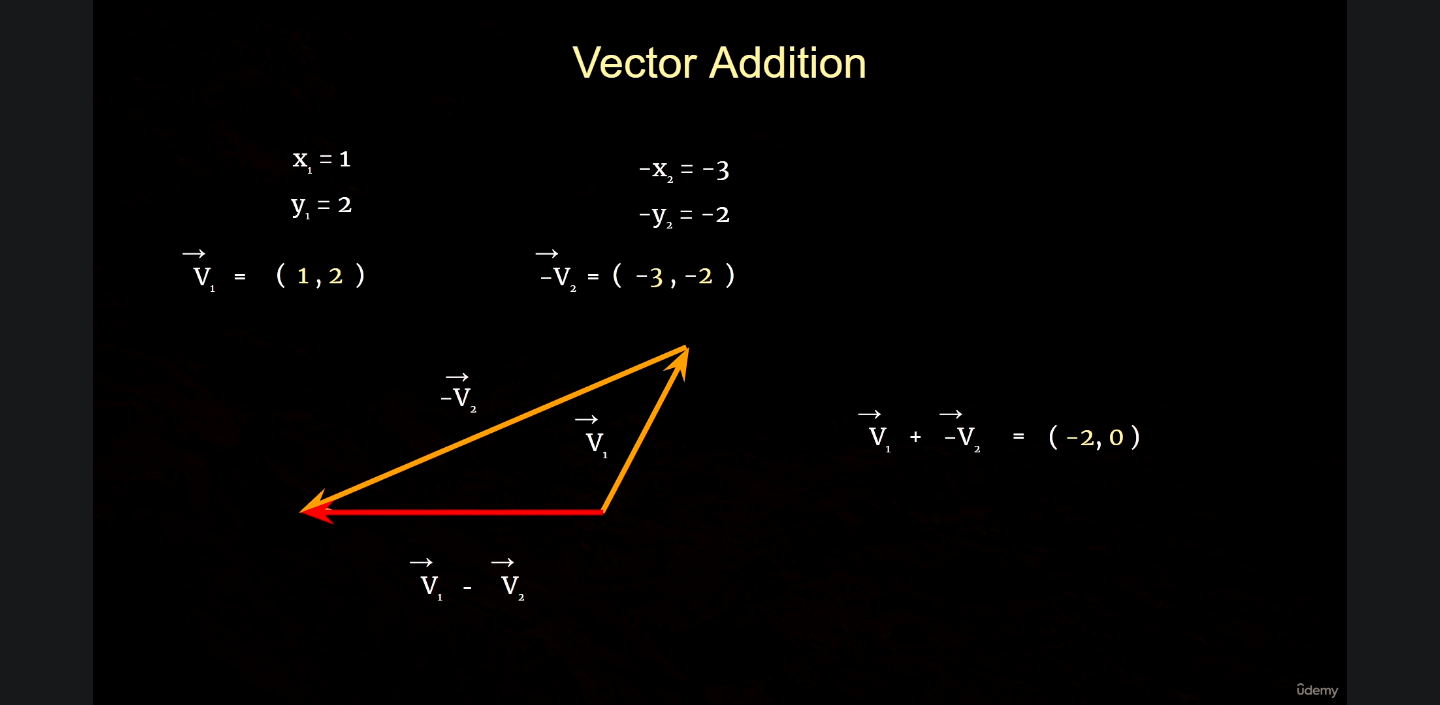 Vector Addition
x₁ = 1
y₁ = 2
-x₂ = -3
-y₂ = -2
→ →
V₁ = ( 1 , 2 )
-V₂ = ( -3 , -2 )
→
-V₂
→
V₁
→ →
V₁ + -V₂ = ( -2, 0 )
→ →
V₁ - V₂
ûdemy